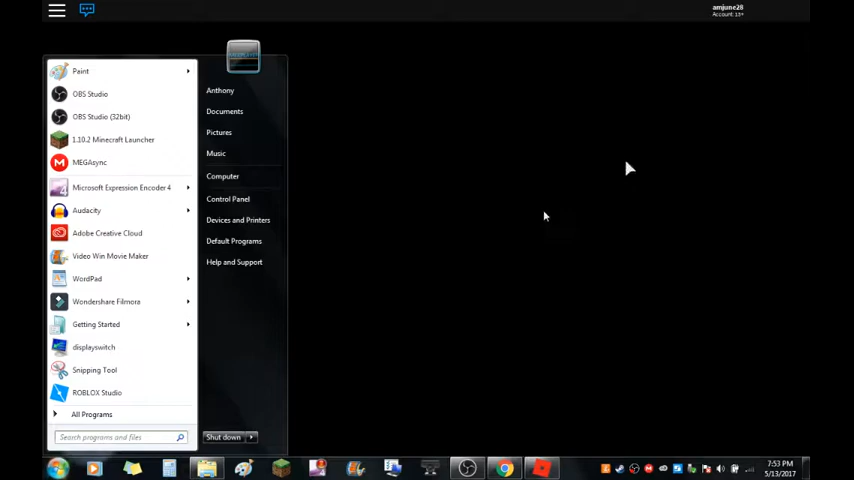 amjune28
Account: 13+
Paint
OBS Studio
OBS Studio (32bit)
1.10.2 Minecraft Launcher
MEGAsync
Microsoft Expression Encoder 4
Audacity
Adobe Creative Cloud
Video Win Movie Maker
WordPad
Wondershare Filmora
Getting Started
displayswitch
Snipping Tool
ROBLOX Studio
All Programs
Search programs and files
Anthony
Documents
Pictures
Music
Computer
Control Panel
Devices and Printers
Default Programs
Help and Support
Shut down
7:53 PM
5/13/2017